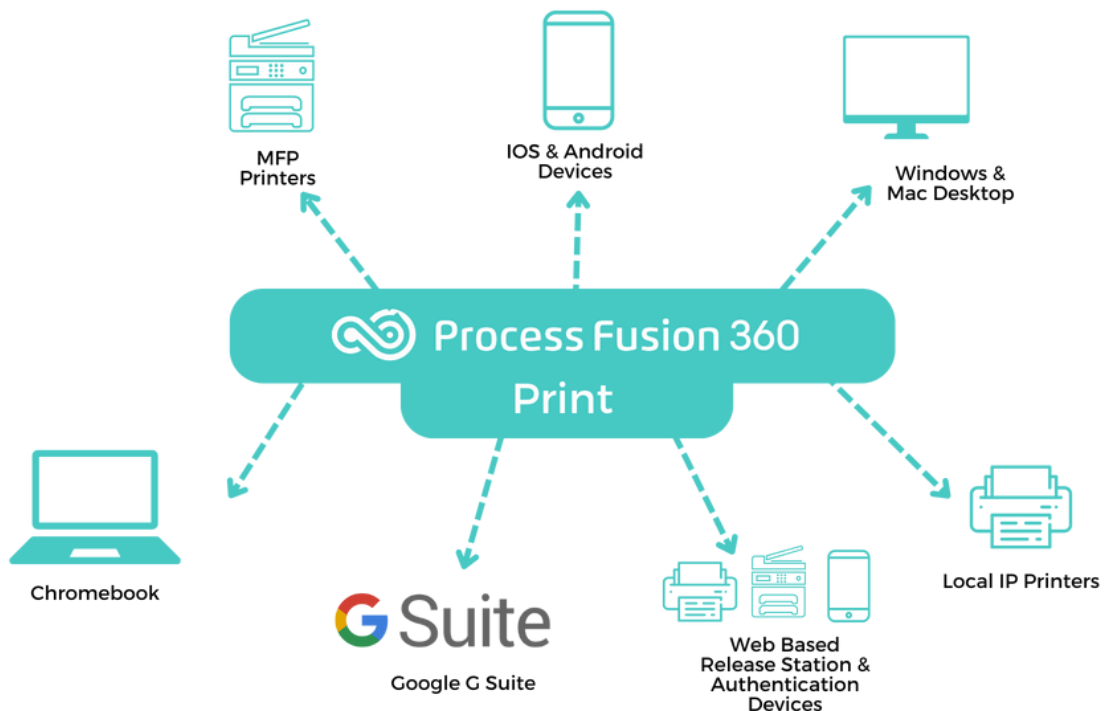 MFP
Printers
IOS & Android
Devices
Windows &
Mac Desktop
Process Fusion 360
Print
Chromebook
G Suite
Google G Suite
Web Based
Release Station &
Authentication
Devices
Local IP Printers